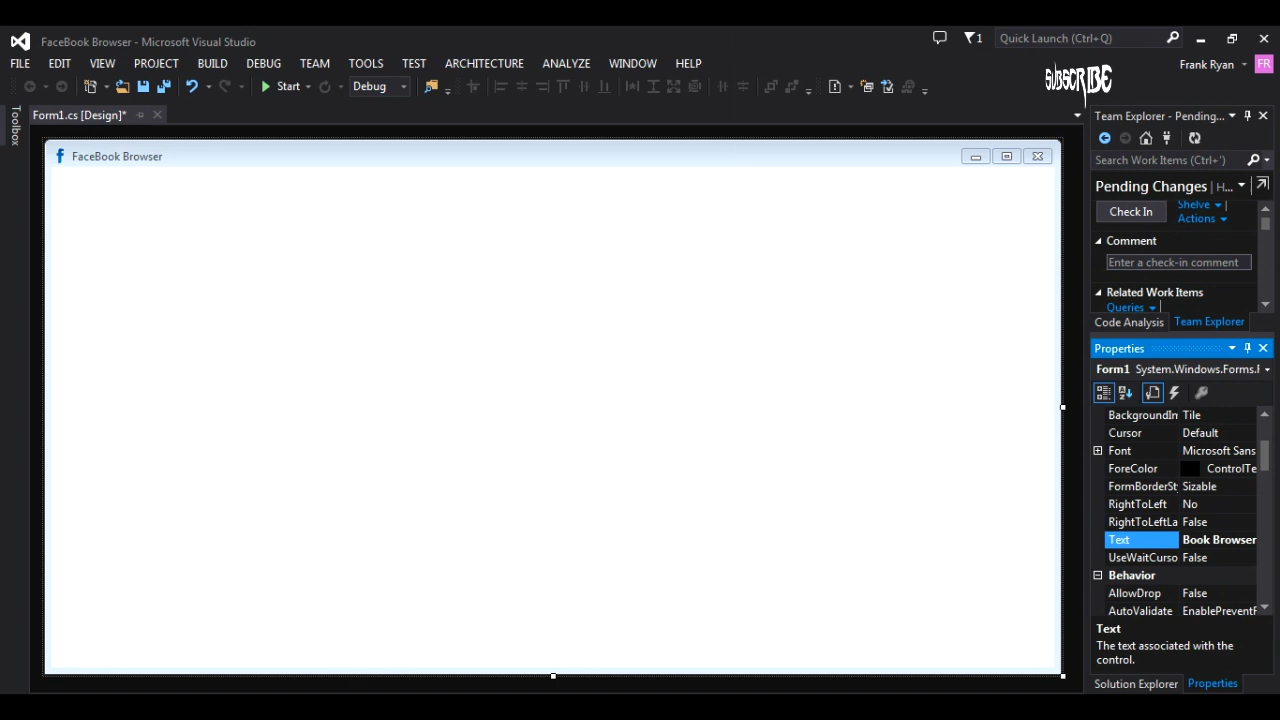 FaceBook Browser - Microsoft Visual Studio
1
Quick Launch (Ctrl+Q)
FILE EDIT VIEW PROJECT BUILD DEBUG TEAM TOOLS TEST ARCHITECTURE ANALYZE WINDOW HELP
Frank Ryan
FR
SUBSCRIBE
Start
Debug
Toolbox
Form1.cs [Design]*
Team Explorer - Pending...
FaceBook Browser
Search Work Items (Ctrl+')
Pending Changes | H...
Check In
Shelve
Actions
Comment
Enter a check-in comment
Related Work Items
Queries
Code Analysis Team Explorer
Properties
Form1 System.Windows.Forms.F
BackgroundIn Tile
Cursor Default
Font Microsoft Sans
ForeColor ControlTe
FormBorderSt Sizable
RightToLeft No
RightToLeftLa False
Text Book Browser
UseWaitCurso False
Behavior
AllowDrop False
AutoValidate EnablePreventF
Text
The text associated with the
control.
Solution Explorer Properties